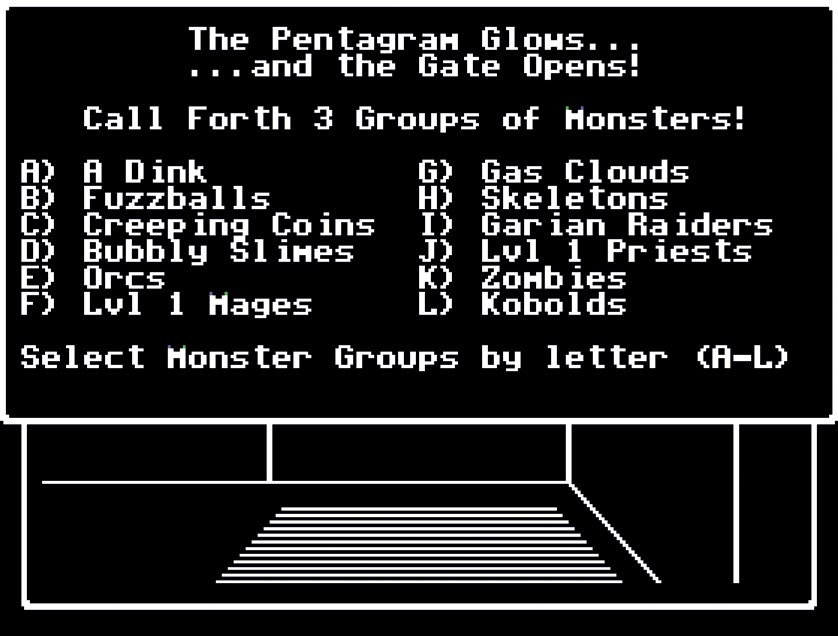 The Pentagram Glows...
...and the Gate Opens!
Call Forth 3 Groups of Monsters!
A) A Dink G) Gas Clouds
B) Fuzzballs H) Skeletons
C) Creeping Coins I) Garian Raiders
D) Bubbly Slimes J) Lvl 1 Priests
E) Orcs K) Zombies
F) Lvl 1 Mages L) Kobolds
Select Monster Groups by letter (A-L)